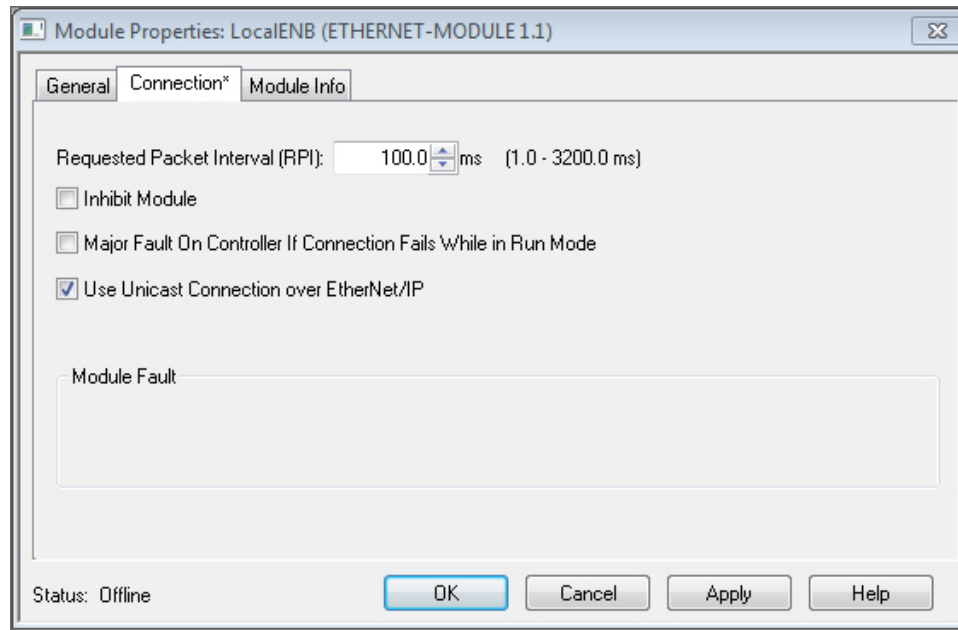 Module Properties: LocalENB (ETHERNET-MODULE 1.1)
General Connection* Module Info
Requested Packet Interval (RPI): 100.0 ms (1.0 - 3200.0 ms)
Inhibit Module
Major Fault On Controller If Connection Fails While in Run Mode
Use Unicast Connection over EtherNet/IP
Module Fault
Status: Offline OK Cancel Apply Help